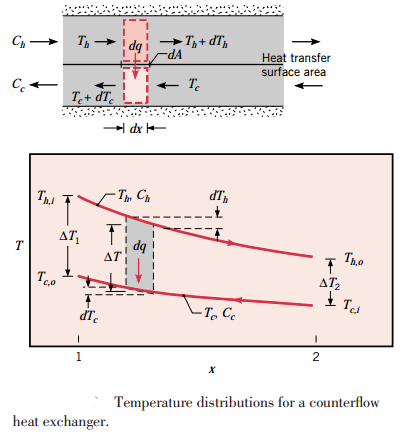 C_h
T_h
dq
T_h + dT_h
dA
Heat transfer
surface area
C_c
T_c + dT_c
T_c
dx
T_h,i
T_h, C_h
dT_h
ΔT_1
ΔT
dq
T
T_h,o
T_c,o
ΔT_2
dT_c
T_c, C_c
T_c,i
1
2
x
Temperature distributions for a counterflow
heat exchanger.